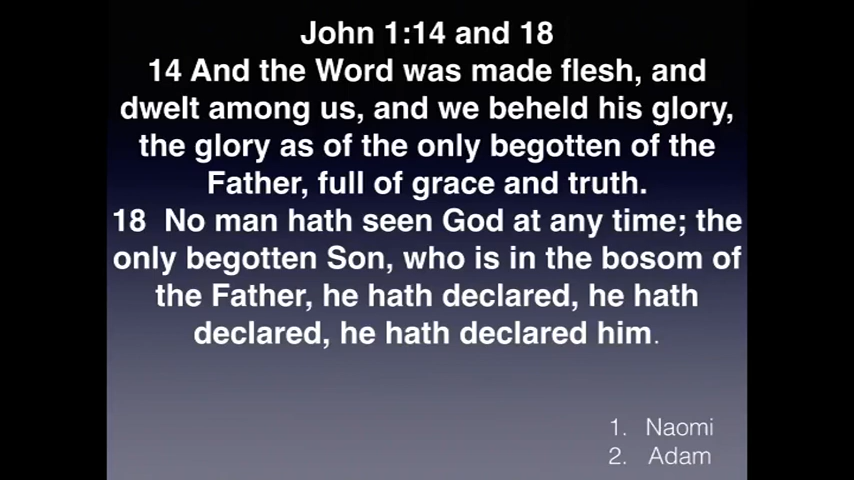 John 1:14 and 18
14 And the Word was made flesh, and
dwelt among us, and we beheld his glory,
the glory as of the only begotten of the
Father, full of grace and truth.
18  No man hath seen God at any time; the
only begotten Son, who is in the bosom of
the Father, he hath declared, he hath
declared, he hath declared him.
1. Naomi
2. Adam